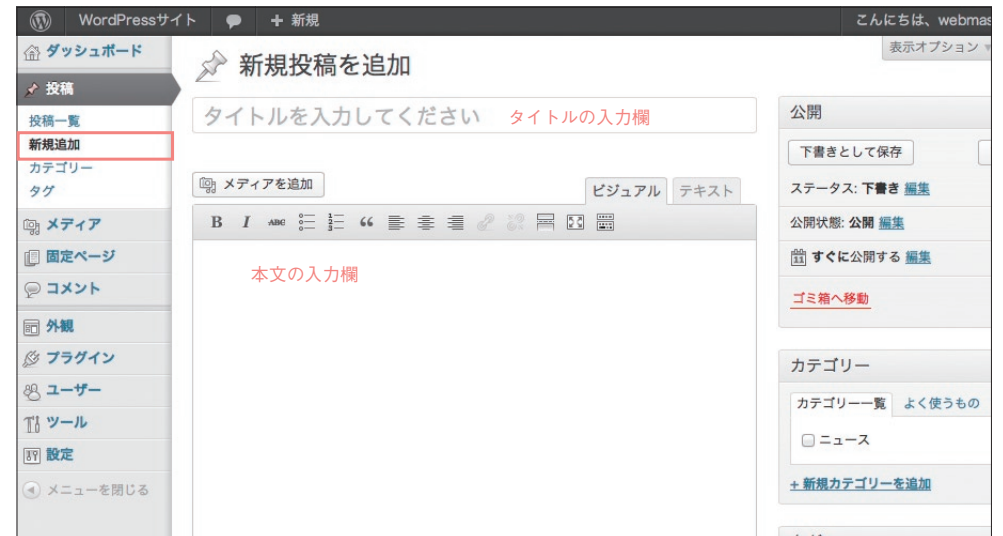 WordPressサイト 新規 こんにちは、webmas
表示オプション
ダッシュボード
投稿
投稿一覧
新規追加
カテゴリー
タグ
メディア
固定ページ
コメント
外観
プラグイン
ユーザー
ツール
設定
メニューを閉じる
新規投稿を追加
タイトルを入力してください タイトルの入力欄
メディアを追加
ビジュアル テキスト
B I ABC
本文の入力欄
公開
下書きとして保存
ステータス: 下書き 編集
公開状態: 公開 編集
11 すぐに公開する 編集
ゴミ箱へ移動
カテゴリー
カテゴリー一覧 よく使うもの
ニュース
+ 新規カテゴリーを追加